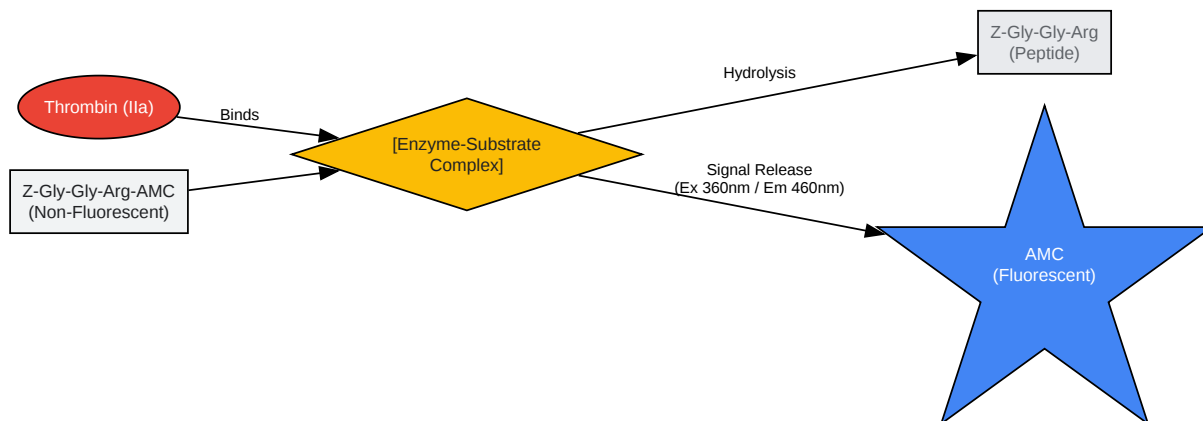 Thrombin (IIa)
Z-Gly-Gly-Arg-AMC
(Non-Fluorescent)
Binds
[Enzyme-Substrate
Complex]
Hydrolysis
Signal Release
(Ex 360nm / Em 460nm)
Z-Gly-Gly-Arg
(Peptide)
AMC
(Fluorescent)